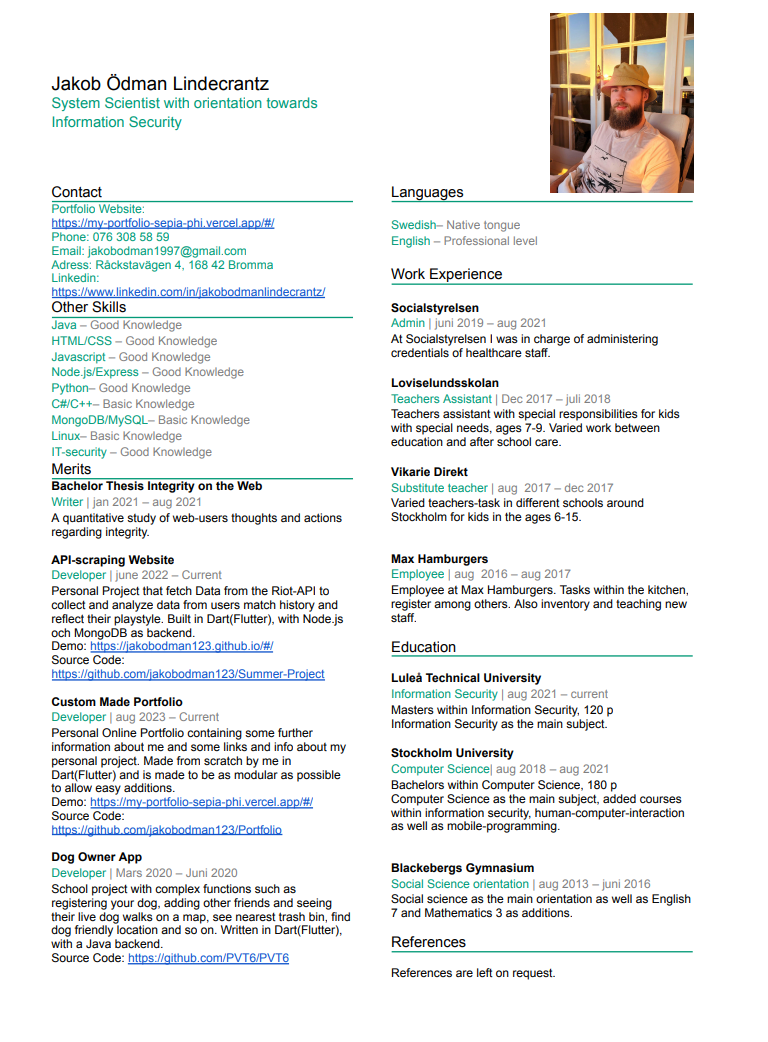 Jakob Ödman Lindecrantz
System Scientist with orientation towards
Information Security
Contact
Portfolio Website:
https://my-portfolio-sepia-phi.vercel.app/#/
Phone: 076 308 58 59
Email: jakobodman1997@gmail.com
Adress: Råckstavägen 4, 168 42 Bromma
Linkedin:
https://www.linkedin.com/in/jakobodmanlindecrantz/
Other Skills
Java – Good Knowledge
HTML/CSS – Good Knowledge
Javascript – Good Knowledge
Node.js/Express – Good Knowledge
Python– Good Knowledge
C#/C++– Basic Knowledge
MongoDB/MySQL– Basic Knowledge
Linux– Basic Knowledge
IT-security – Good Knowledge
Merits
Bachelor Thesis Integrity on the Web
Writer | jan 2021 – aug 2021
A quantitative study of web-users thoughts and actions
regarding integrity.
API-scraping Website
Developer | june 2022 – Current
Personal Project that fetch Data from the Riot-API to
collect and analyze data from users match history and
reflect their playstyle. Built in Dart(Flutter), with Node.js
och MongoDB as backend.
Demo: https://jakobodman123.github.io/#/
Source Code:
https://github.com/jakobodman123/Summer-Project
Custom Made Portfolio
Developer | aug 2023 – Current
Personal Online Portfolio containing some further
information about me and some links and info about my
personal project. Made from scratch by me in
Dart(Flutter) and is made to be as modular as possible
to allow easy additions.
Demo: https://my-portfolio-sepia-phi.vercel.app/#/
Source Code:
https://github.com/jakobodman123/Portfolio
Dog Owner App
Developer | Mars 2020 – Juni 2020
School project with complex functions such as
registering your dog, adding other friends and seeing
their live dog walks on a map, see nearest trash bin, find
dog friendly location and so on. Written in Dart(Flutter),
with a Java backend.
Source Code: https://github.com/PVT6/PVT6
Languages
Swedish– Native tongue
English – Professional level
Work Experience
Socialstyrelsen
Admin | juni 2019 – aug 2021
At Socialstyrelsen I was in charge of administering
credentials of healthcare staff.
Loviselundsskolan
Teachers Assistant | Dec 2017 – juli 2018
Teachers assistant with special responsibilities for kids
with special needs, ages 7-9. Varied work between
education and after school care.
Vikarie Direkt
Substitute teacher | aug 2017 – dec 2017
Varied teachers-task in different schools around
Stockholm for kids in the ages 6-15.
Max Hamburgers
Employee | aug 2016 – aug 2017
Employee at Max Hamburgers. Tasks within the kitchen,
register among others. Also inventory and teaching new
staff.
Education
Luleå Technical University
Information Security | aug 2021 – current
Masters within Information Security, 120 p
Information Security as the main subject.
Stockholm University
Computer Science| aug 2018 – aug 2021
Bachelors within Computer Science, 180 p
Computer Science as the main subject, added courses
within information security, human-computer-interaction
as well as mobile-programming.
Blackebergs Gymnasium
Social Science orientation | aug 2013 – juni 2016
Social science as the main orientation as well as English
7 and Mathematics 3 as additions.
References
References are left on request.